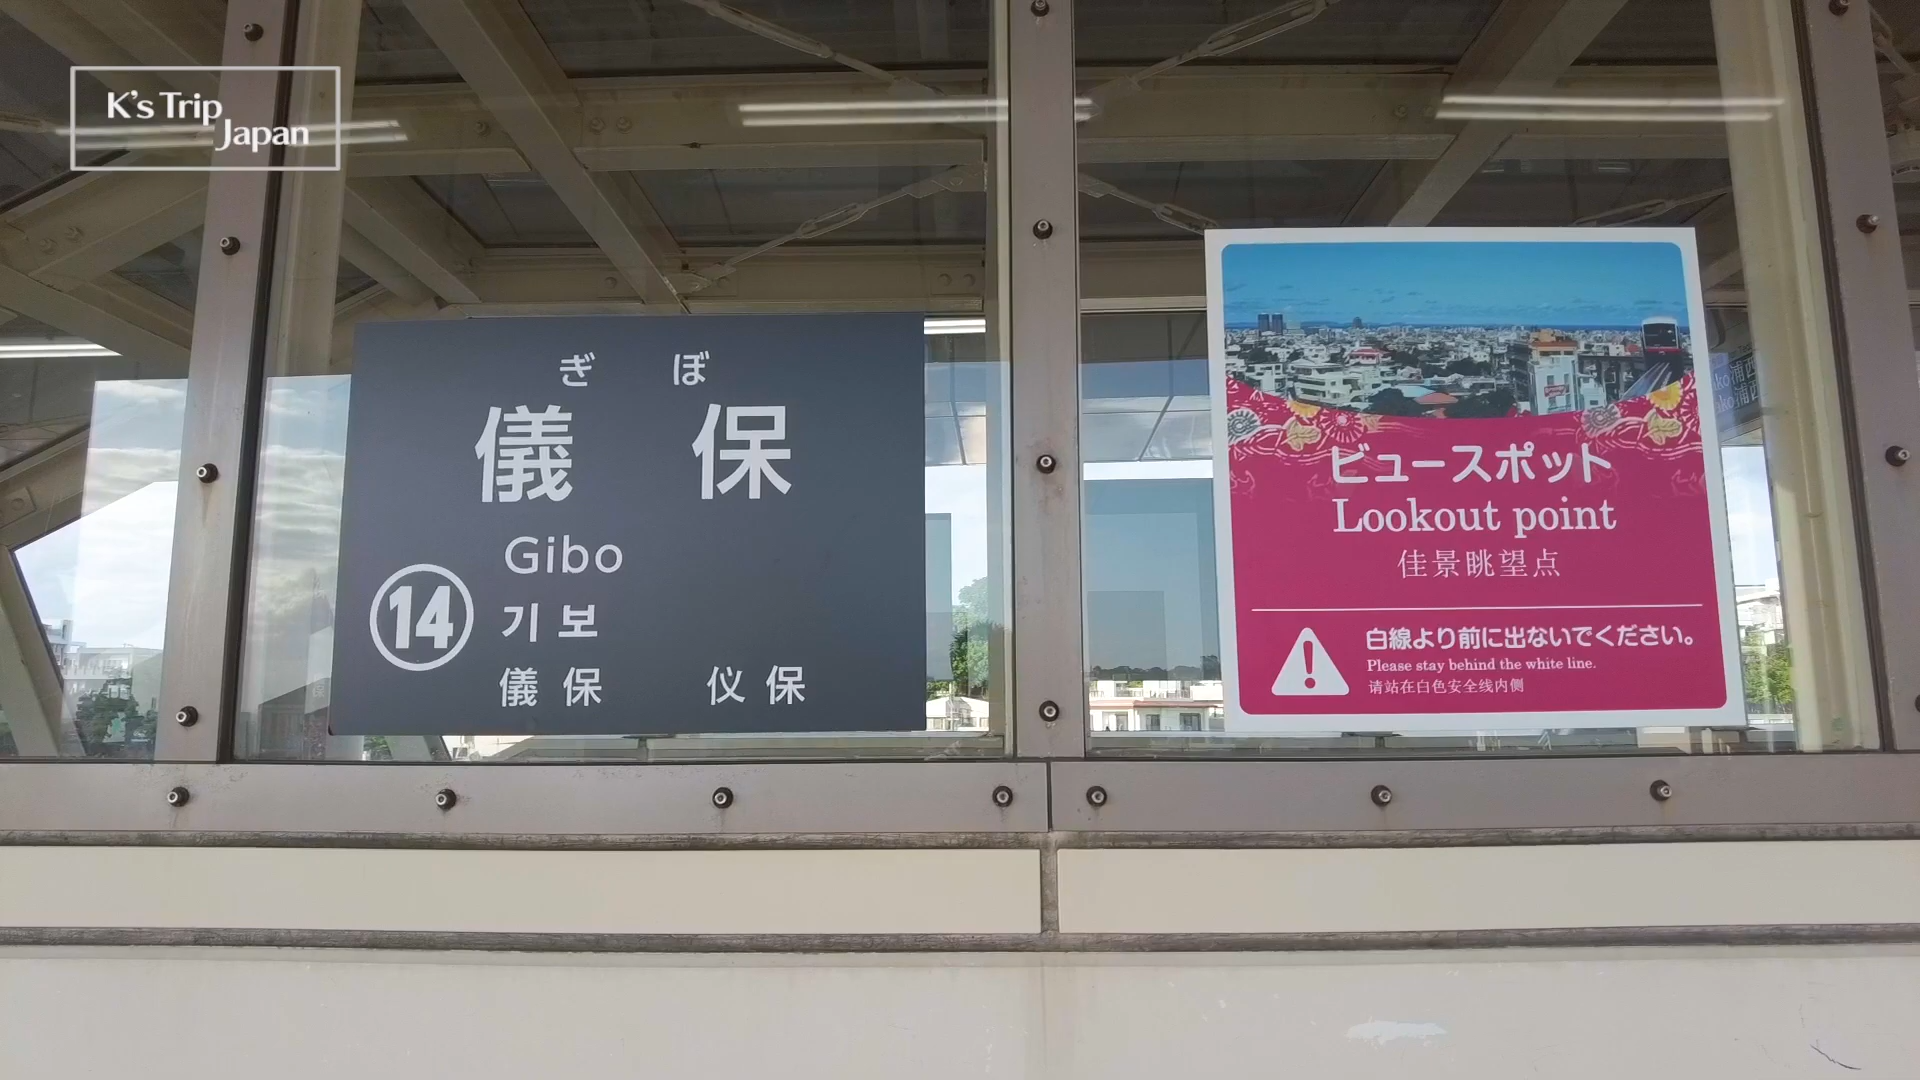 K's Trip
Japan
ぎ ぼ
儀 保
Gibo
14
기 보
儀 保 仪 保
ビュースポット
Lookout point
佳景眺望点
白線より前に出ないでください。
Please stay behind the white line.
请站在白色安全线内侧